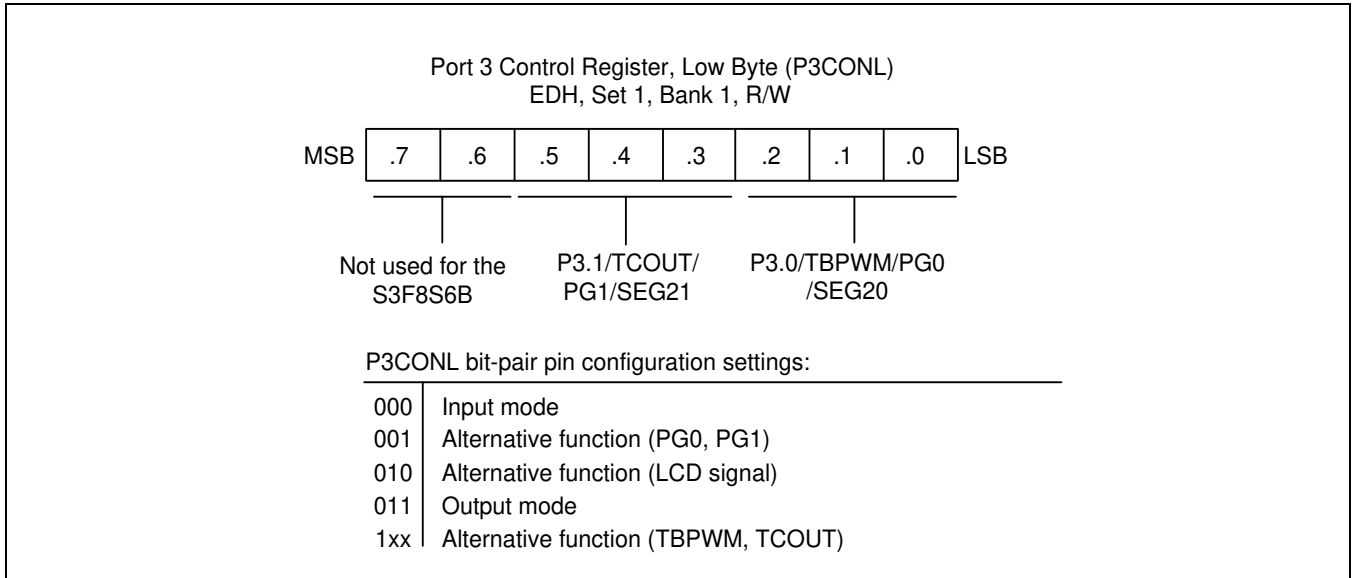 Port 3 Control Register, Low Byte (P3CONL)
EDH, Set 1, Bank 1, R/W
MSB .7 .6 .5 .4 .3 .2 .1 .0 LSB
Not used for the
S3F8S6B
P3.1/TCOUT/
PG1/SEG21
P3.0/TBPWM/PG0
/SEG20
P3CONL bit-pair pin configuration settings:
000 Input mode
001 Alternative function (PG0, PG1)
010 Alternative function (LCD signal)
011 Output mode
1xx Alternative function (TBPWM, TCOUT)